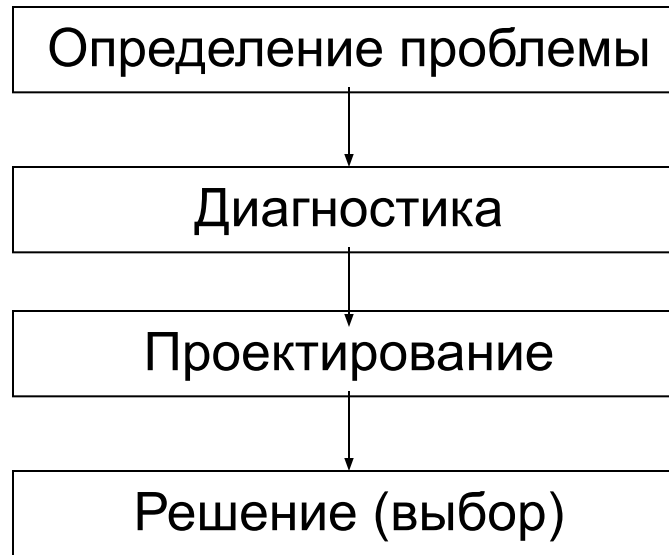 Определение проблемы
Диагностика
Проектирование
Решение (выбор)